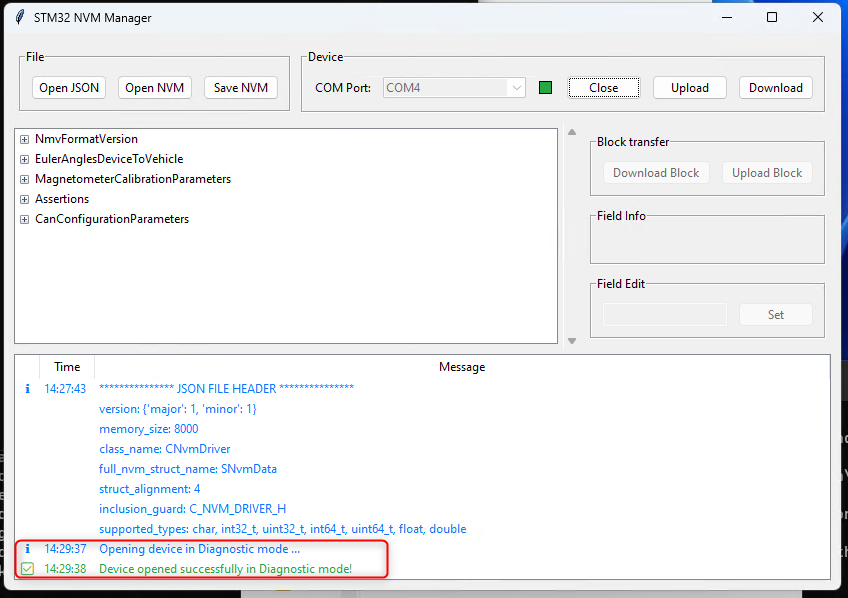 STM32 NVM Manager
File
Device
Open JSON
Open NVM
Save NVM
COM Port:
COM4
Close
Upload
Download
NmvFormatVersion
EulerAnglesDeviceToVehicle
MagnetometerCalibrationParameters
Assertions
CanConfigurationParameters
Block transfer
Download Block
Upload Block
Field Info
Field Edit
Set
Time
Message
14:27:43 *************** JSON FILE HEADER ***************
version: {'major': 1, 'minor': 1}
memory_size: 8000
class_name: CNvmDriver
full_nvm_struct_name: SNvmData
struct_alignment: 4
inclusion_guard: C_NVM_DRIVER_H
supported_types: char, int32_t, uint32_t, int64_t, uint64_t, float, double
14:29:37 Opening device in Diagnostic mode ...
14:29:38 Device opened successfully in Diagnostic mode!